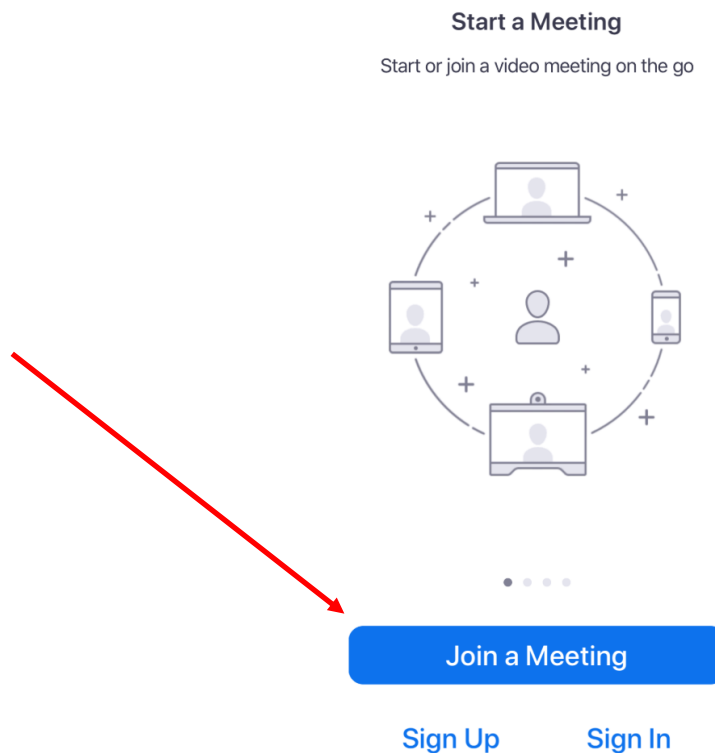 Start a Meeting
Start or join a video meeting on the go
Join a Meeting
Sign Up Sign In